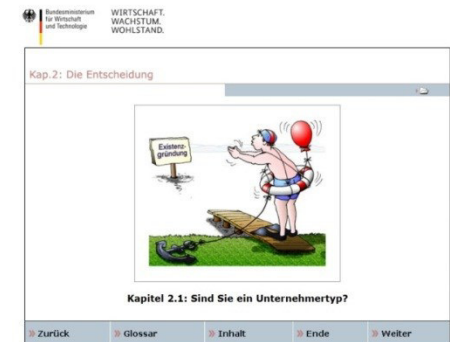 Bundesministerium
für Wirtschaft
und Technologie
WIRTSCHAFT.
WACHSTUM.
WOHLSTAND.
Kap.2: Die Entscheidung
Existenz-
gründung
Kapitel 2.1: Sind Sie ein Unternehmertyp?
» Zurück » Glossar » Inhalt » Ende » Weiter